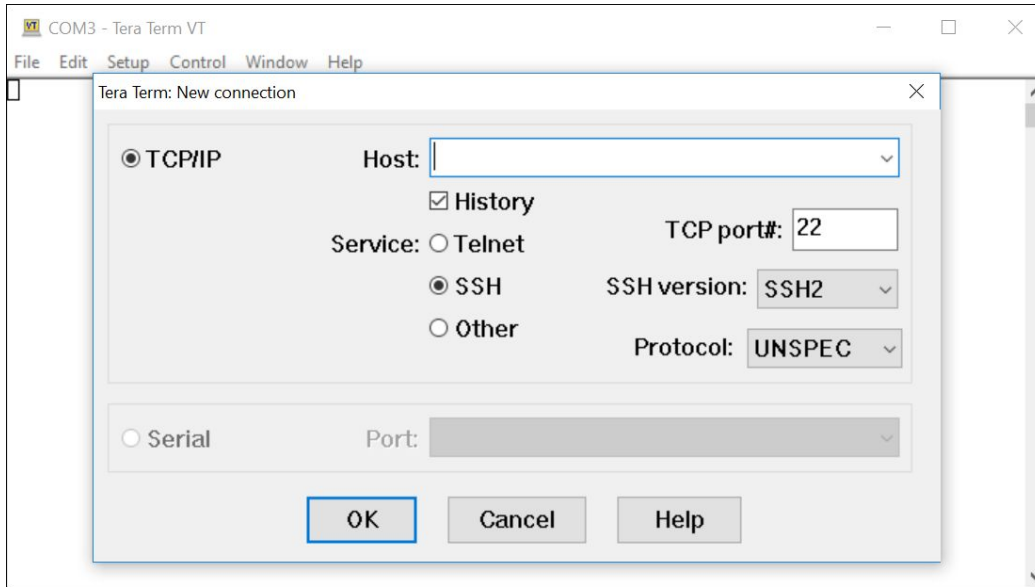 COM3 - Tera Term VT
File Edit Setup Control Window Help
Tera Term: New connection
TCP/IP Host:
History
Service: Telnet TCP port#: 22
SSH SSH version: SSH2
Other Protocol: UNSPEC
Serial Port:
OK Cancel Help